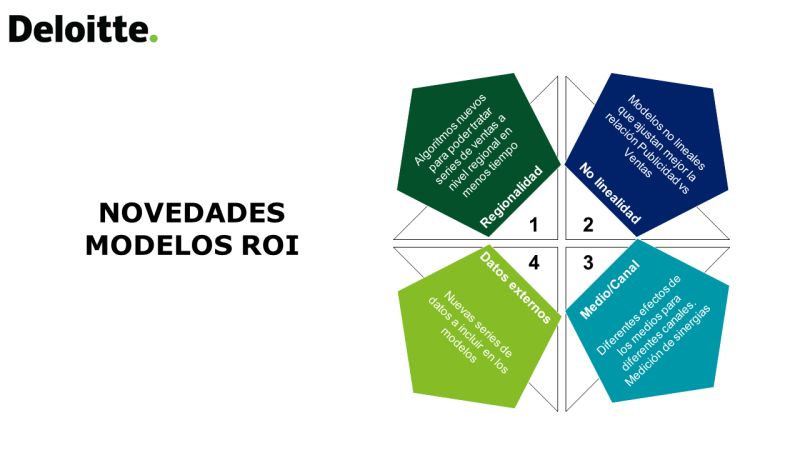 Deloitte.
NOVEDADES
MODELOS ROI
Algoritmos nuevos
para poder tratar
series de ventas a
nivel regional en
menos tiempo
Regionalidad
1
Modelos no lineales
que ajustan mejor la
relación Publicidad vs
Ventas
No linealidad
2
Medio/Canal
3
Diferentes efectos de
los medios para
diferentes canales.
Medición de sinergias
Datos externos
4
Nuevas series de
datos a incluir en los
modelos